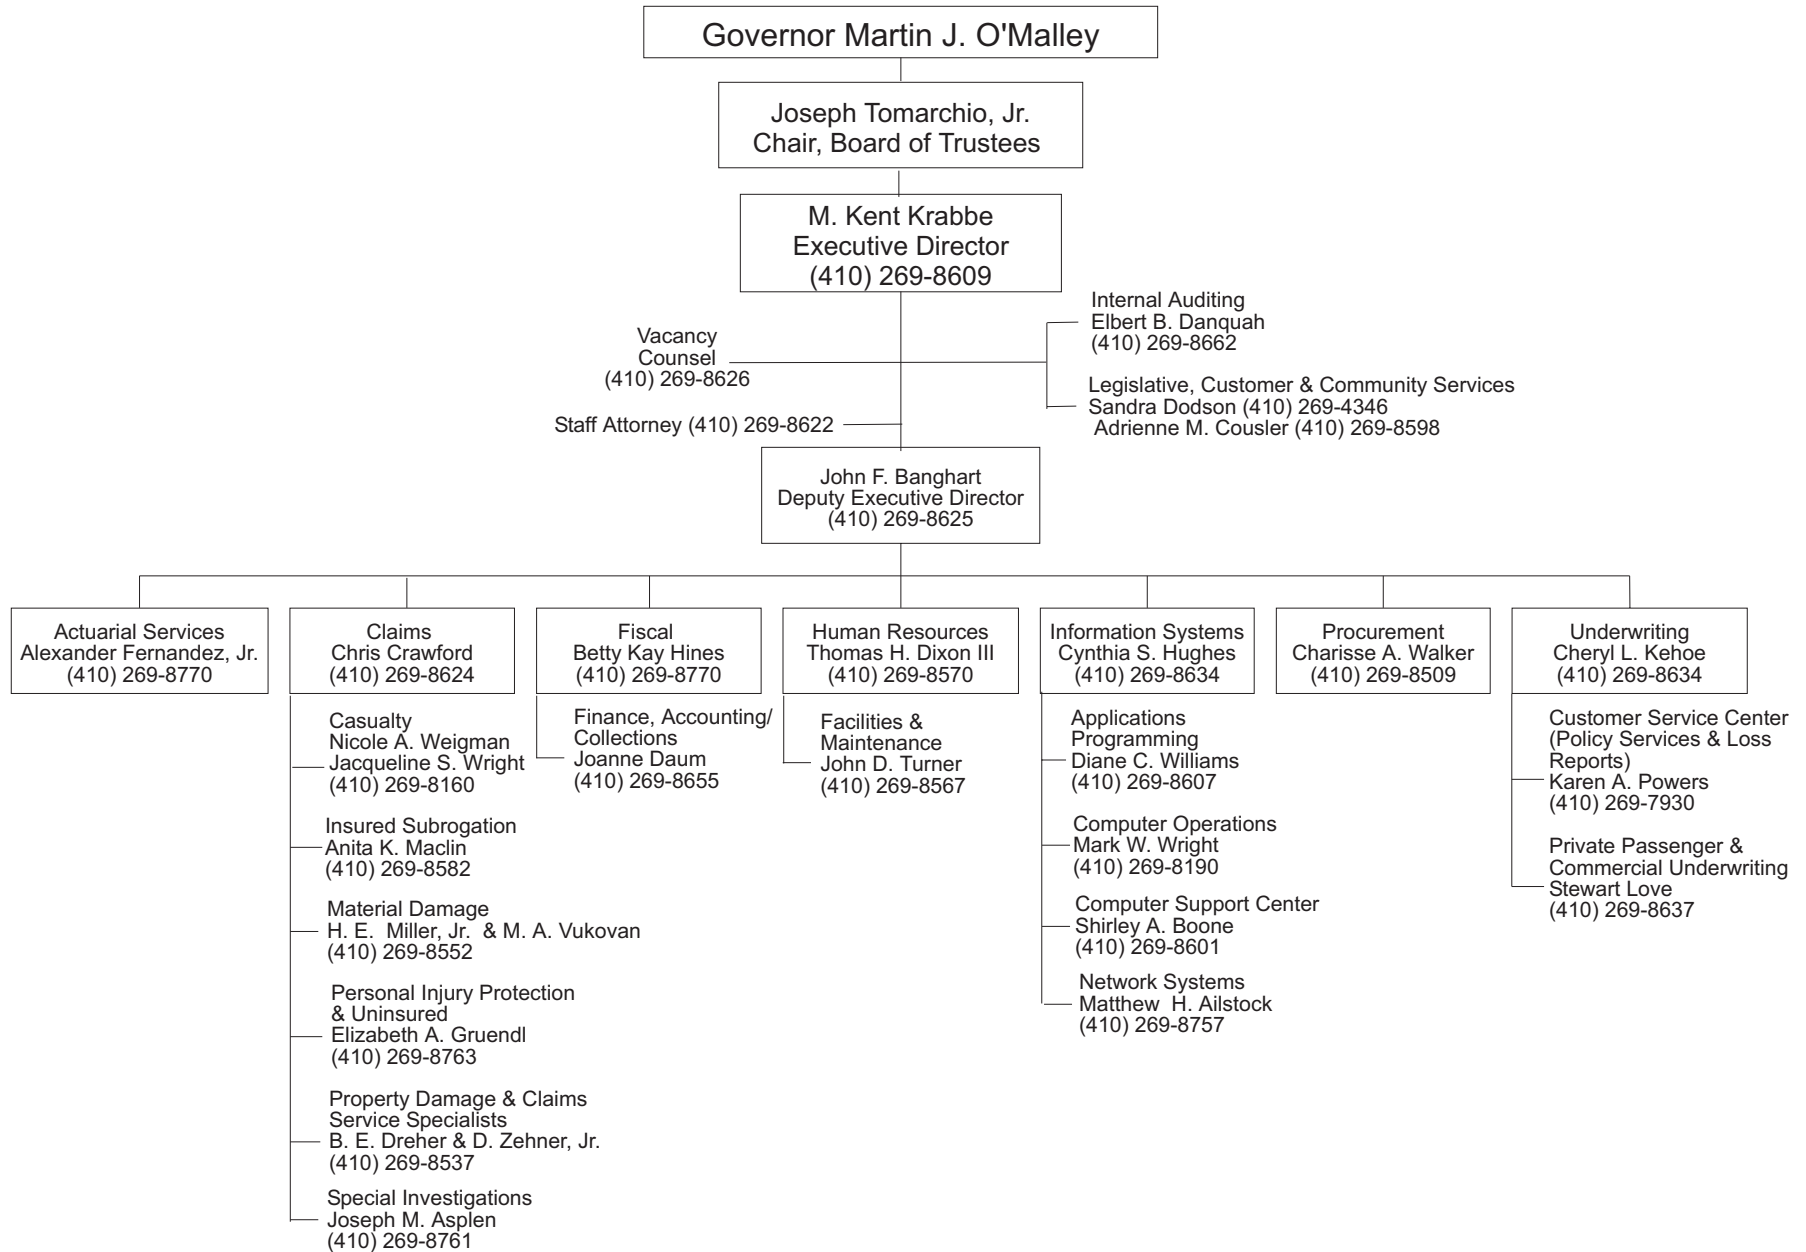 Governor Martin J. O'Malley
Joseph Tomarchio, Jr.
Chair, Board of Trustees
M. Kent Krabbe
Executive Director
(410) 269-8609
Vacancy
Counsel
(410) 269-8626
Staff Attorney (410) 269-8622
Internal Auditing
Elbert B. Danquah
(410) 269-8662
Legislative, Customer & Community Services
Sandra Dodson (410) 269-4346
Adrienne M. Cousler (410) 269-8598
John F. Banghart
Deputy Executive Director
(410) 269-8625
Actuarial Services
Alexander Fernandez, Jr.
(410) 269-8770
Claims
Chris Crawford
(410) 269-8624
Casualty
Nicole A. Weigman
Jacqueline S. Wright
(410) 269-8160
Insured Subrogation
Anita K. Maclin
(410) 269-8582
Material Damage
H. E. Miller, Jr. & M. A. Vukovan
(410) 269-8552
Personal Injury Protection
& Uninsured
Elizabeth A. Gruendl
(410) 269-8763
Property Damage & Claims
Service Specialists
B. E. Dreher & D. Zehner, Jr.
(410) 269-8537
Special Investigations
Joseph M. Asplen
(410) 269-8761
Fiscal
Betty Kay Hines
(410) 269-8770
Finance, Accounting/
Collections
Joanne Daum
(410) 269-8655
Human Resources
Thomas H. Dixon III
(410) 269-8570
Facilities &
Maintenance
John D. Turner
(410) 269-8567
Information Systems
Cynthia S. Hughes
(410) 269-8634
Applications
Programming
Diane C. Williams
(410) 269-8607
Computer Operations
Mark W. Wright
(410) 269-8190
Computer Support Center
Shirley A. Boone
(410) 269-8601
Network Systems
Matthew H. Ailstock
(410) 269-8757
Procurement
Charisse A. Walker
(410) 269-8509
Underwriting
Cheryl L. Kehoe
(410) 269-8634
Customer Service Center
(Policy Services & Loss
Reports)
Karen A. Powers
(410) 269-7930
Private Passenger &
Commercial Underwriting
Stewart Love
(410) 269-8637